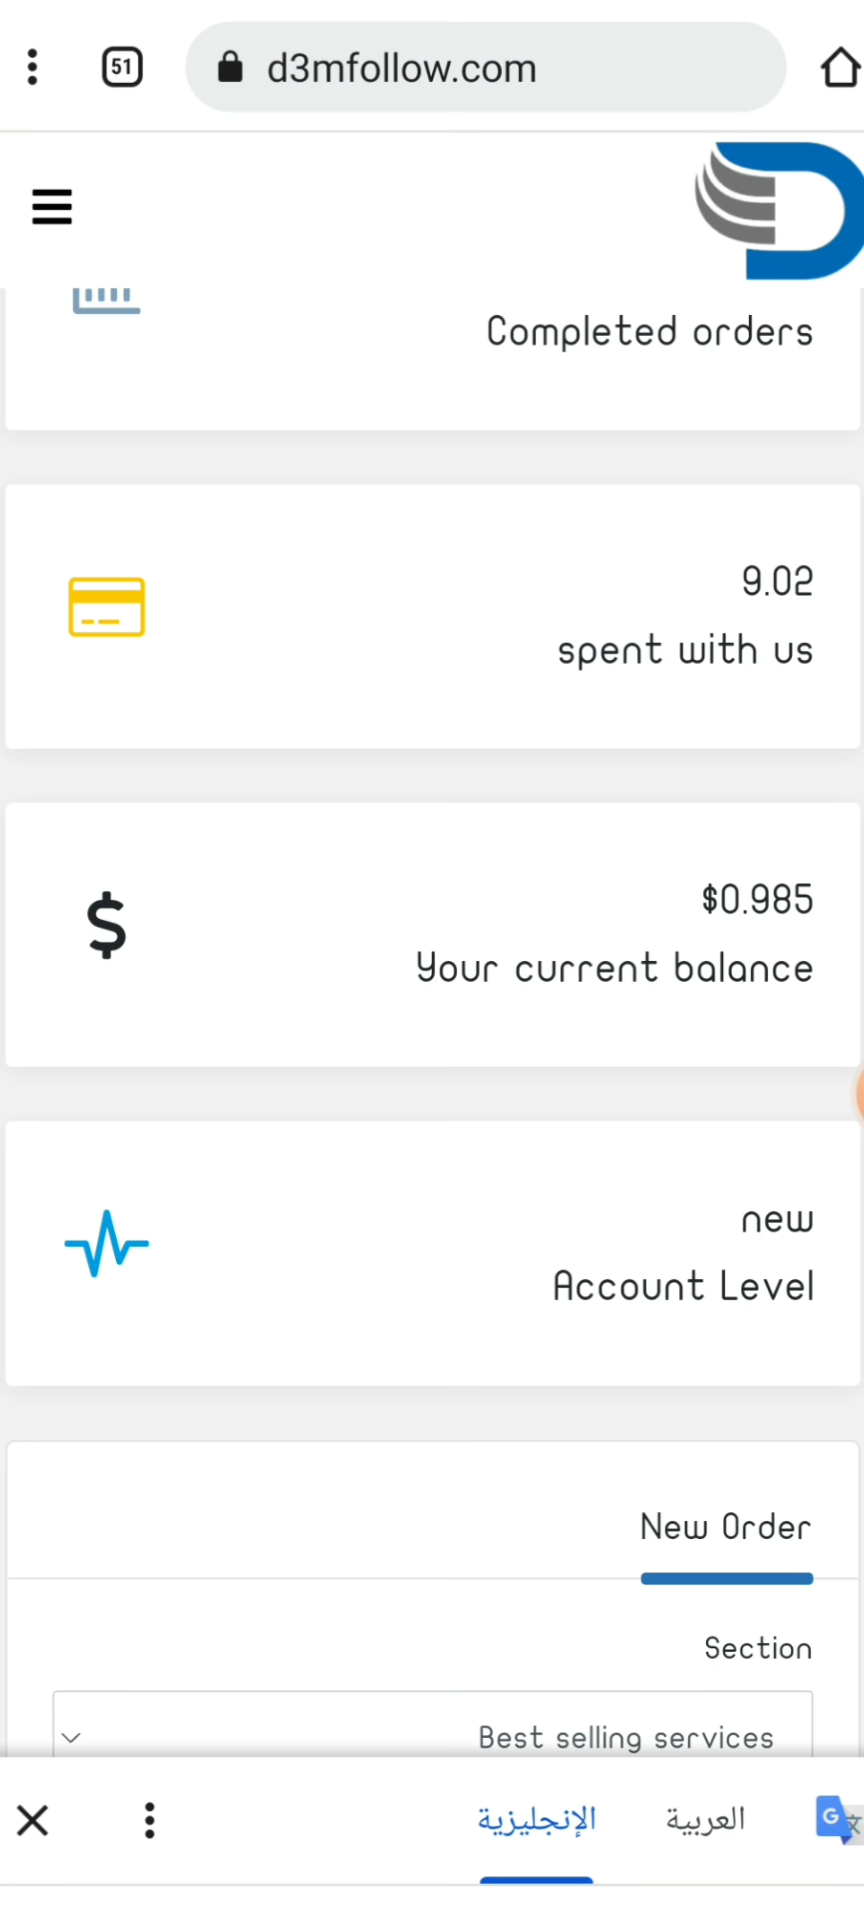 51
d3mfollow.com
Completed orders
9.02
spent with us
$0.985
Your current balance
new
Account Level
New Order
Section
Best selling services
العربية الإنجليزية